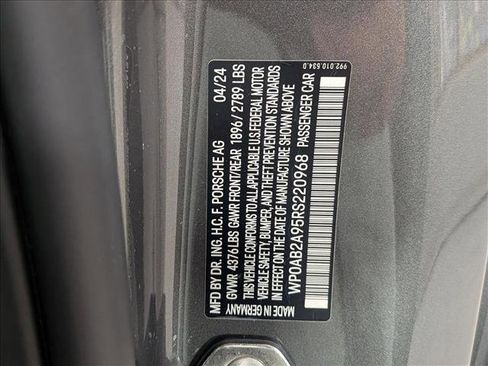 992.010.534.0
04/24
MFD BY DR. ING. H.C. F. PORSCHE AG
GVWR 4376 LBS GAWR FRONT/REAR 1896 / 2789 LBS
THIS VEHICLE CONFORMS TO ALL APPLICABLE U.S. FEDERAL MOTOR
VEHICLE SAFETY, BUMPER, AND THEFT PREVENTION STANDARDS
IN EFFECT ON THE DATE OF MANUFACTURE SHOWN ABOVE
WP0AB2A95RS220968 PASSENGER CAR
MADE IN GERMANY